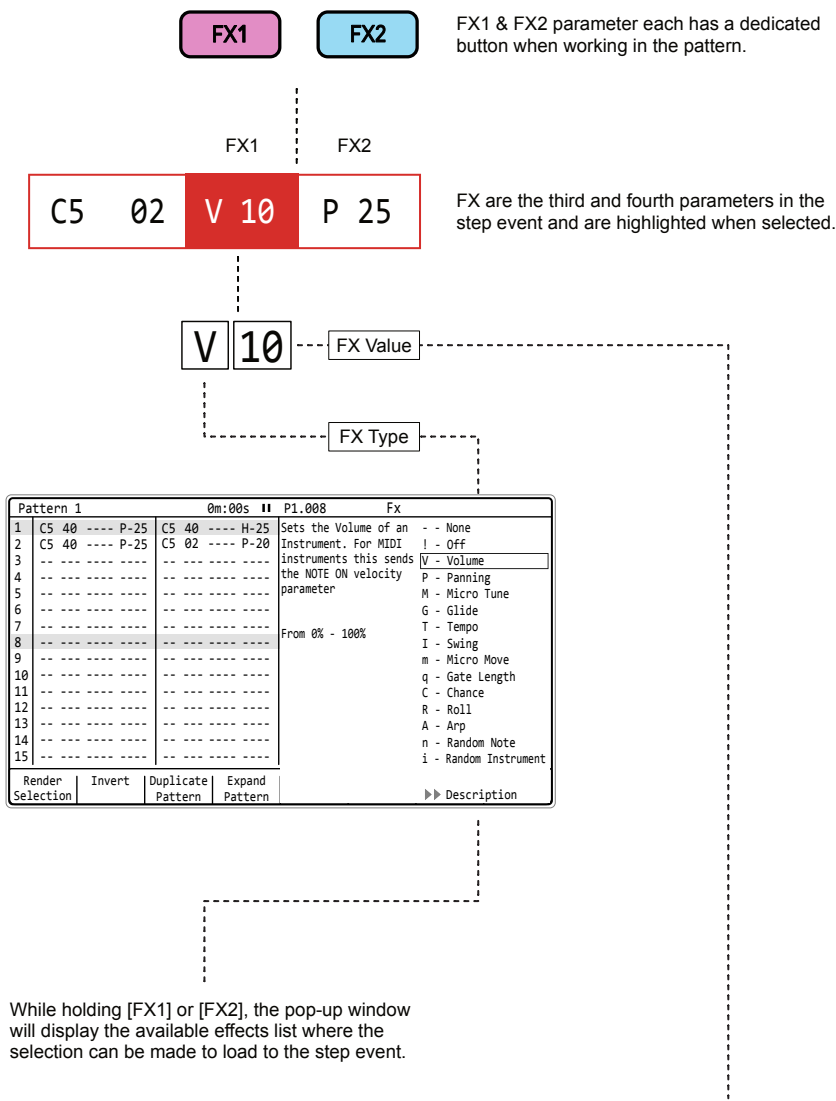 FX1 FX2
FX1 & FX2 parameter each has a dedicated
button when working in the pattern.
FX1 FX2
C5 02 V 10 P 25
FX are the third and fourth parameters in the
step event and are highlighted when selected.
V 10
FX Value
FX Type
Pattern 1 0m:00s II P1.008 Fx
1 C5 40 ---- P-25 C5 40 ---- H-25 Sets the Volume of an - - None
2 C5 40 ---- P-25 C5 02 ---- P-20 Instrument. For MIDI ! - Off
3 -- --- ---- ---- -- --- ---- ---- instruments this sends V - Volume
4 -- --- ---- ---- -- --- ---- ---- the NOTE ON velocity P - Panning
5 -- --- ---- ---- -- --- ---- ---- parameter M - Micro Tune
6 -- --- ---- ---- -- --- ---- ---- G - Glide
7 -- --- ---- ---- -- --- ---- ---- From 0% - 100% T - Tempo
8 -- --- ---- ---- -- --- ---- ---- I - Swing
9 -- --- ---- ---- -- --- ---- ---- m - Micro Move
10 -- --- ---- ---- -- --- ---- ---- q - Gate Length
11 -- --- ---- ---- -- --- ---- ---- C - Chance
12 -- --- ---- ---- -- --- ---- ---- R - Roll
13 -- --- ---- ---- -- --- ---- ---- A - Arp
14 -- --- ---- ---- -- --- ---- ---- n - Random Note
15 -- --- ---- ---- -- --- ---- ---- i - Random Instrument
Render Invert Duplicate Expand
Selection Pattern Pattern ▶▶ Description
While holding [FX1] or [FX2], the pop-up window
will display the available effects list where the
selection can be made to load to the step event.